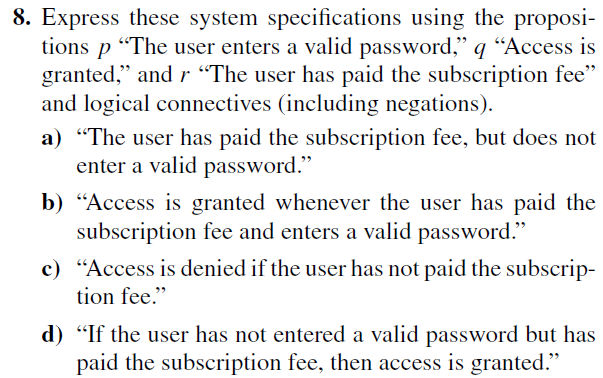 8. Express these system specifications using the proposi-
tions p “The user enters a valid password,” q “Access is
granted,” and r “The user has paid the subscription fee”
and logical connectives (including negations).
a) “The user has paid the subscription fee, but does not
enter a valid password.”
b) “Access is granted whenever the user has paid the
subscription fee and enters a valid password.”
c) “Access is denied if the user has not paid the subscrip-
tion fee.”
d) “If the user has not entered a valid password but has
paid the subscription fee, then access is granted.”